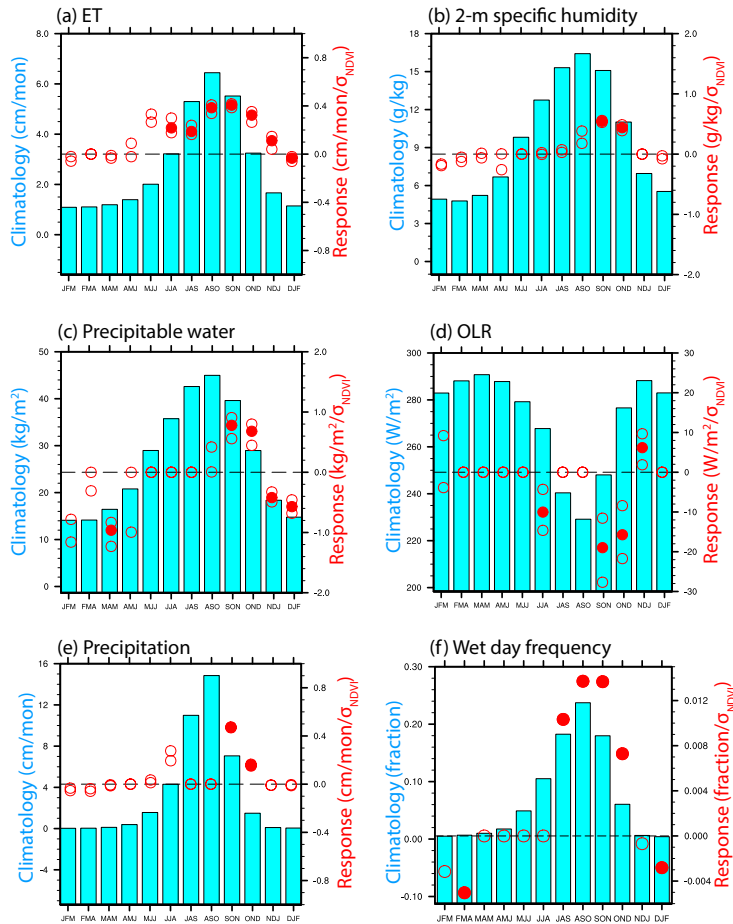 (a) ET
Climatology (cm/mon)
8.0
6.0
4.0
2.0
0.0
0.8
0.4
0.0
-0.4
-0.8
Response (cm/mon/σNDVI)
JFM FMA MAM AMJ MJJ JJA JAS ASO SON OND NDJ DJF
(b) 2-m specific humidity
Climatology (g/kg)
18
15
12
9
6
3
0
2.0
1.0
0.0
-1.0
-2.0
Response (g/kg/σNDVI)
JFM FMA MAM AMJ MJJ JJA JAS ASO SON OND NDJ DJF
(c) Precipitable water
Climatology (kg/m²)
50
40
30
20
10
0
2.0
1.0
0.0
-1.0
-2.0
Response (kg/m²/σNDVI)
JFM FMA MAM AMJ MJJ JJA JAS ASO SON OND NDJ DJF
(d) OLR
Climatology (W/m²)
300
280
260
240
220
200
30
20
10
0
-10
-20
-30
Response (W/m²/σNDVI)
JFM FMA MAM AMJ MJJ JJA JAS ASO SON OND NDJ DJF
(e) Precipitation
Climatology (cm/mon)
16
12
8
4
0
-4
0.8
0.4
0.0
-0.4
-0.8
Response (cm/mon/σNDVI)
JFM FMA MAM AMJ MJJ JJA JAS ASO SON OND NDJ DJF
(f) Wet day frequency
Climatology (fraction)
0.30
0.20
0.10
0.00
-0.10
0.012
0.008
0.004
0.000
-0.004
Response (fraction/σNDVI)
JFM FMA MAM AMJ MJJ JJA JAS ASO SON OND NDJ DJF